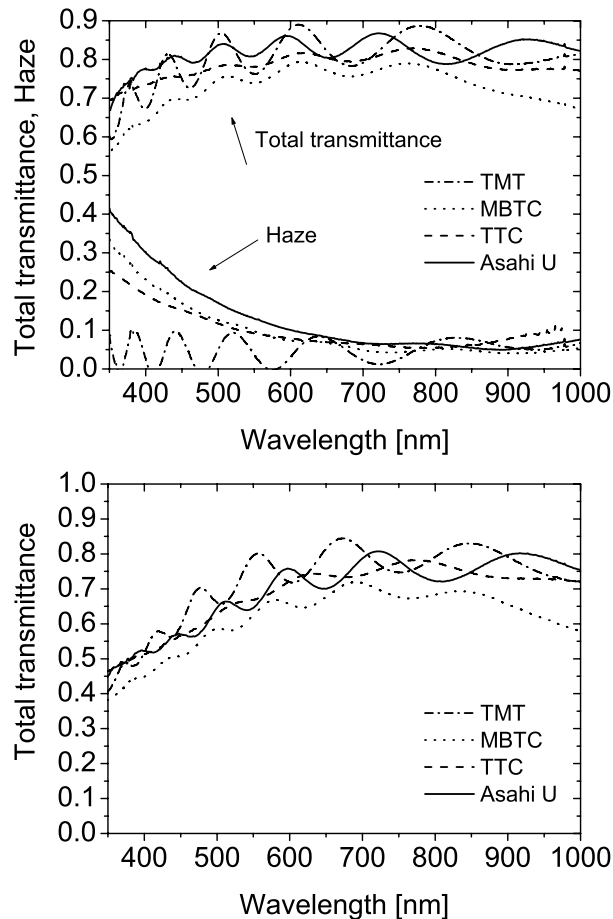 Total transmittance, Haze
0.9
0.8
0.7
0.6
0.5
0.4
0.3
0.2
0.1
0.0
Total transmittance
Haze
TMT
MBTC
TTC
Asahi U
400 500 600 700 800 900 1000
Wavelength [nm]
Total transmittance
1.0
0.9
0.8
0.7
0.6
0.5
0.4
0.3
0.2
0.1
0.0
TMT
MBTC
TTC
Asahi U
400 500 600 700 800 900 1000
Wavelength [nm]